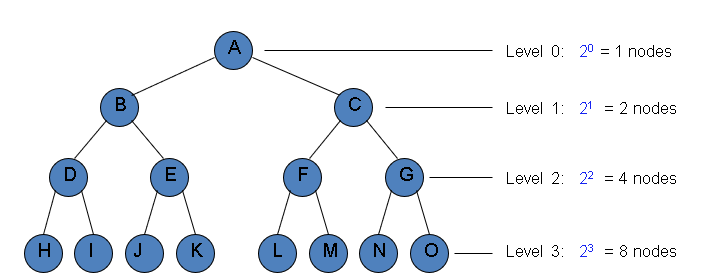 A Level 0: 2⁰ = 1 nodes
B C Level 1: 2¹ = 2 nodes
D E F G Level 2: 2² = 4 nodes
H I J K L M N O Level 3: 2³ = 8 nodes